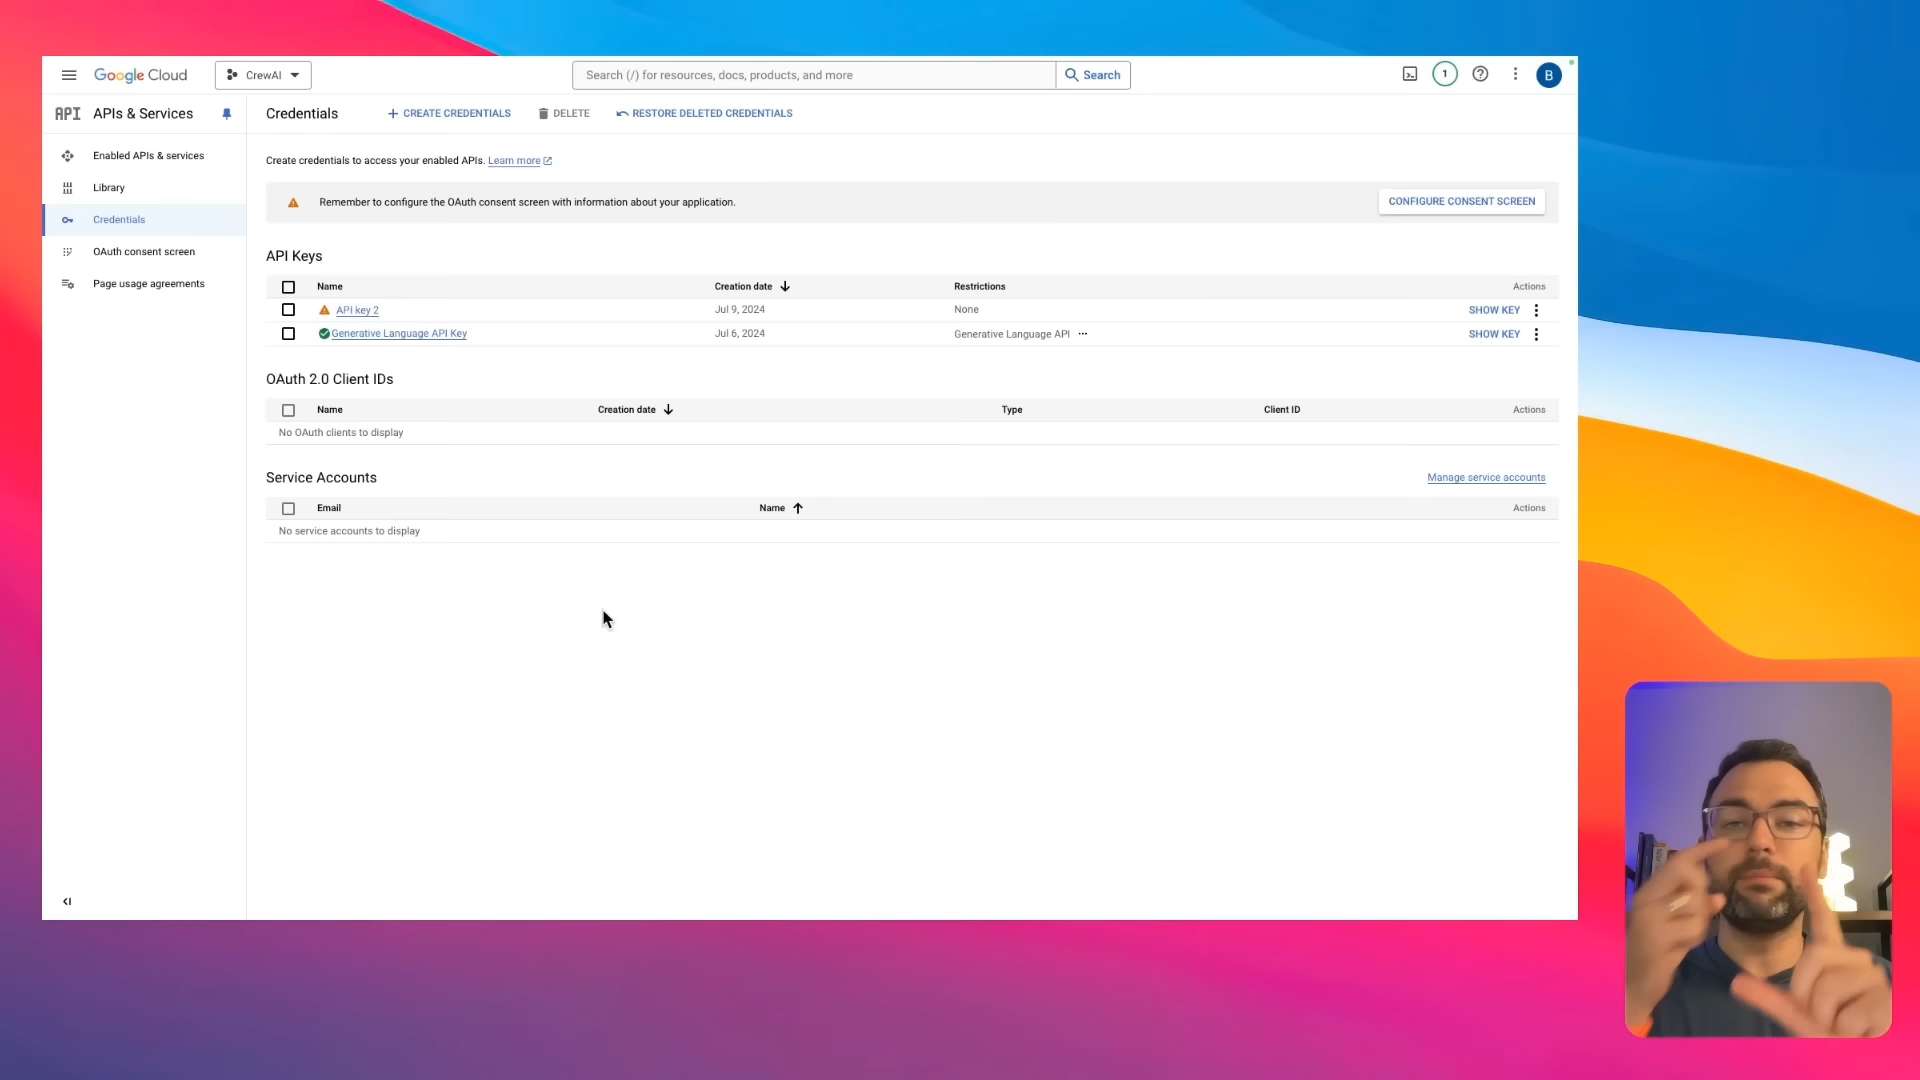 Google Cloud
CrewAI
Search (/) for resources, docs, products, and more
Search
1
B
API
APIs & Services
Credentials
CREATE CREDENTIALS
DELETE
RESTORE DELETED CREDENTIALS
Enabled APIs & services
Library
Credentials
OAuth consent screen
Page usage agreements
Create credentials to access your enabled APIs. Learn more
Remember to configure the OAuth consent screen with information about your application.
CONFIGURE CONSENT SCREEN
API Keys
Name Creation date Restrictions Actions
API key 2 Jul 9, 2024 None SHOW KEY
Generative Language API Key Jul 6, 2024 Generative Language API SHOW KEY
OAuth 2.0 Client IDs
Name Creation date Type Client ID Actions
No OAuth clients to display
Service Accounts
Manage service accounts
Email Name Actions
No service accounts to display